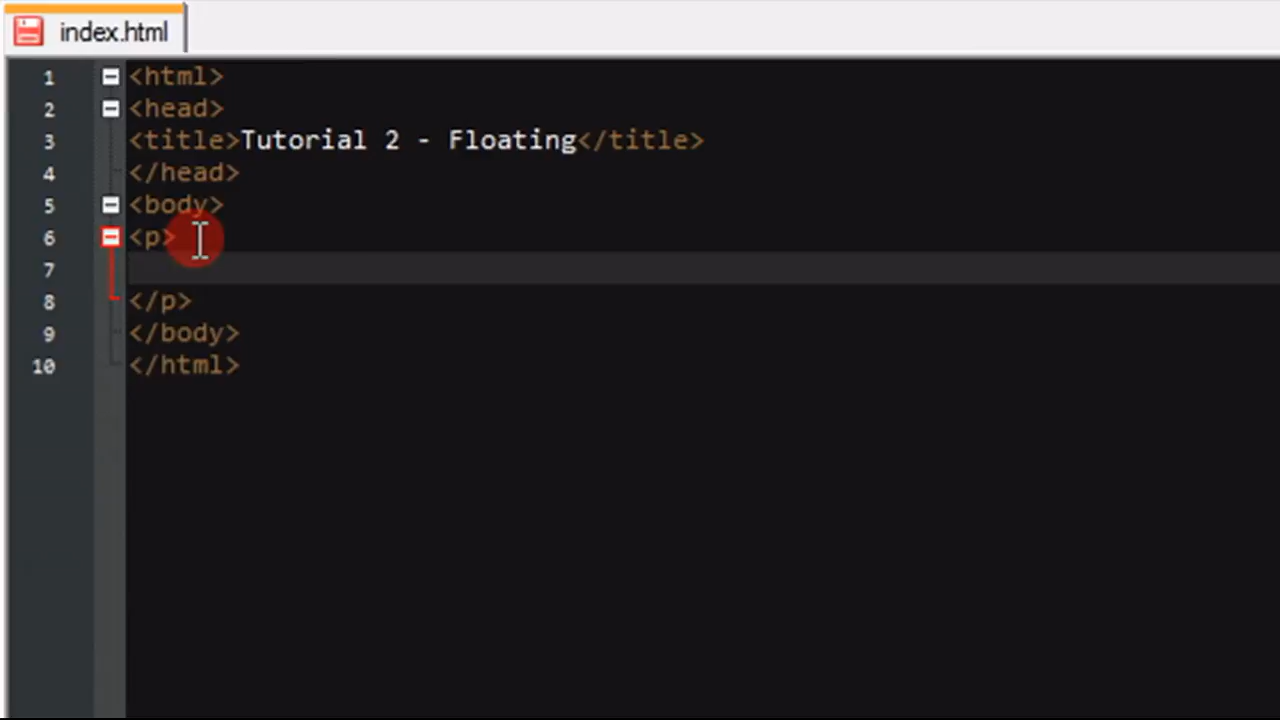 index.html
1 <html>
2 <head>
3 <title>Tutorial 2 - Floating</title>
4 </head>
5 <body>
6 <p>
7
8 </p>
9 </body>
10 </html>